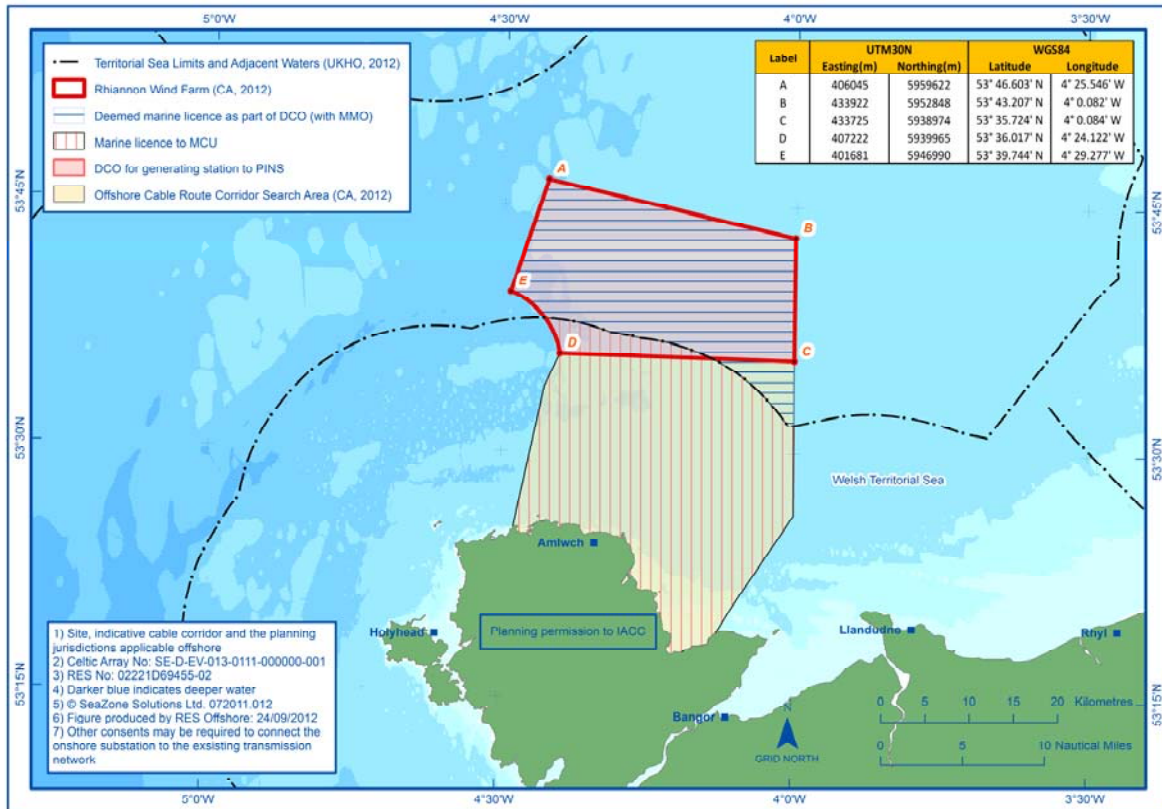 5°0'W
4°30'W
4°0'W
3°30'W
Territorial Sea Limits and Adjacent Waters (UKHO, 2012)
Rhiannon Wind Farm (CA, 2012)
Deemed marine licence as part of DCO (with MMO)
Marine licence to MCU
DCO for generating station to PINS
Offshore Cable Route Corridor Search Area (CA, 2012)
Label UTM30N WGS84
Easting(m) Northing(m) Latitude Longitude
A 406045 5959622 53° 46.603' N 4° 25.546' W
B 433922 5952848 53° 43.207' N 4° 0.082' W
C 433725 5938974 53° 35.724' N 4° 0.084' W
D 407222 5939965 53° 36.017' N 4° 24.122' W
E 401681 5946990 53° 39.744' N 4° 29.277' W
53°45'N
53°45'N
A
B
E
D
C
53°30'N
53°30'N
Welsh Territorial Sea
Amlwch
Holyhead
Planning permission to IACC
Llandudno
Rhyl
Bangor
53°15'N
53°15'N
1) Site, indicative cable corridor and the planning
jurisdictions applicable offshore
2) Celtic Array No: SE-D-EV-013-0111-000000-001
3) RES No: 02221D69455-02
4) Darker blue indicates deeper water
5) © SeaZone Solutions Ltd. 072011.012
6) Figure produced by RES Offshore: 24/09/2012
7) Other consents may be required to connect the
onshore substation to the exsisting transmission
network
N
GRID NORTH
0 5 10 15 20 Kilometres
0 5 10 Nautical Miles
5°0'W
4°30'W
4°0'W
3°30'W